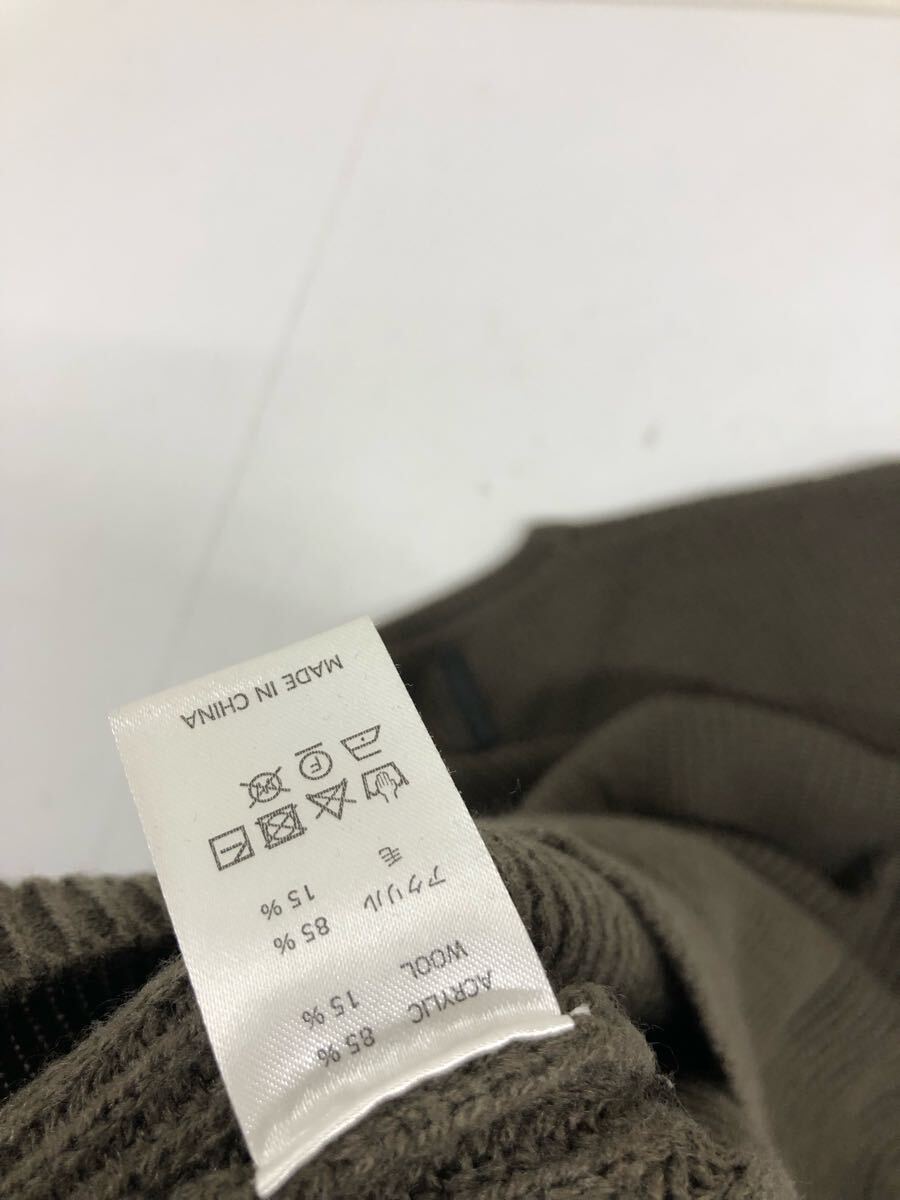 ACRYLIC 85%
WOOL 15%
アクリル 85%
毛 15%
F
W
MADE IN CHINA